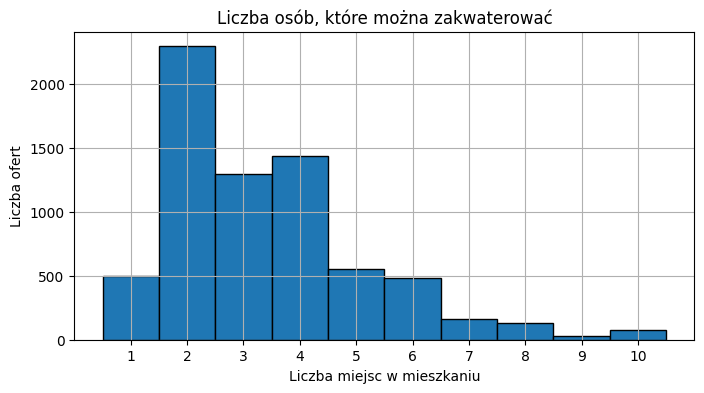 Liczba osób, które można zakwaterować
Liczba ofert
2000
1500
1000
500
0
1 2 3 4 5 6 7 8 9 10
Liczba miejsc w mieszkaniu